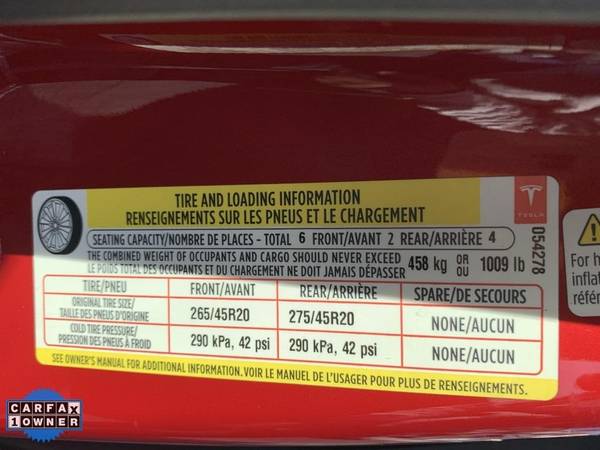 TIRE AND LOADING INFORMATION
RENSEIGNEMENTS SUR LES PNEUS ET LE CHARGEMENT
TESLA
SEATING CAPACITY/NOMBRE DE PLACES - TOTAL 6 FRONT/AVANT 2 REAR/ARRIÈRE 4
THE COMBINED WEIGHT OF OCCUPANTS AND CARGO SHOULD NEVER EXCEED
LE POIDS TOTAL DES OCCUPANTS ET DU CHARGEMENT NE DOIT JAMAIS DÉPASSER
458 kg OR OU 1009 lb
054278
TIRE/PNEU FRONT/AVANT REAR/ARRIÈRE SPARE/DE SECOURS
ORIGINAL TIRE SIZE/
TAILLE DES PNEUS D'ORIGINE
265/45R20 275/45R20 NONE/AUCUN
COLD TIRE PRESSURE/
PRESSION DES PNEUS À FROID
290 kPa, 42 psi 290 kPa, 42 psi NONE/AUCUN
SEE OWNER'S MANUAL FOR ADDITIONAL INFORMATION. VOIR LE MANUEL DE L'USAGER POUR PLUS DE RENSEIGNEMENTS.
For h
inflat
référ
CARFAX
1 OWNER